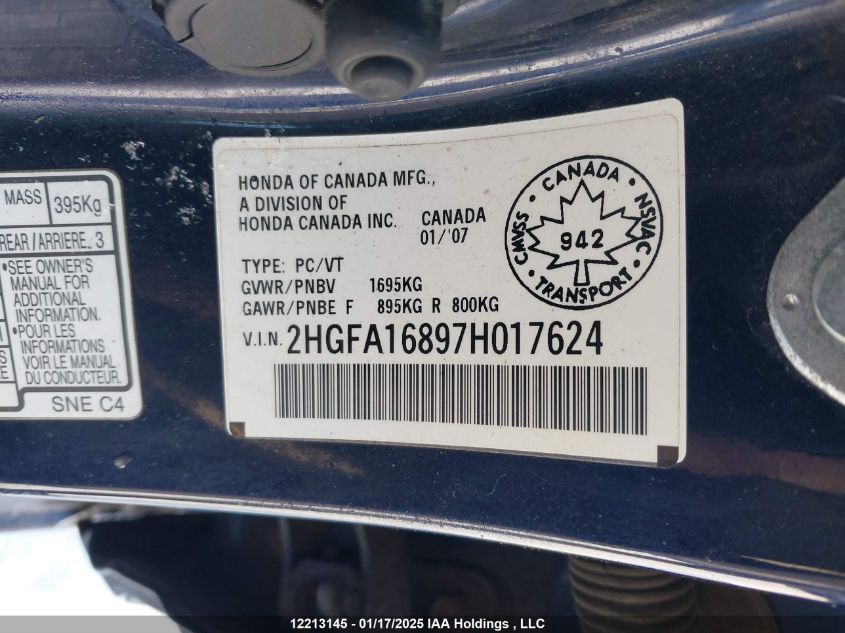 MASS 395Kg
REAR/ARRIERE. 3
•SEE OWNER'S
MANUAL FOR
ADDITIONAL
INFORMATION
•POUR LES
INFORMATIONS
VOIR LE MANUEL
DU CONDUCTEUR.
SNE C4
HONDA OF CANADA MFG.,
A DIVISION OF
HONDA CANADA INC. CANADA
01/'07
TYPE: PC/VT
GVWR/PNBV 1695KG
GAWR/PNBE F 895KG R 800KG
V.I.N. 2HGFA16897H017624
CANADA
CMVSS
NSVAC
942
TRANSPORT
12213145 - 01/17/2025 IAA Holdings , LLC